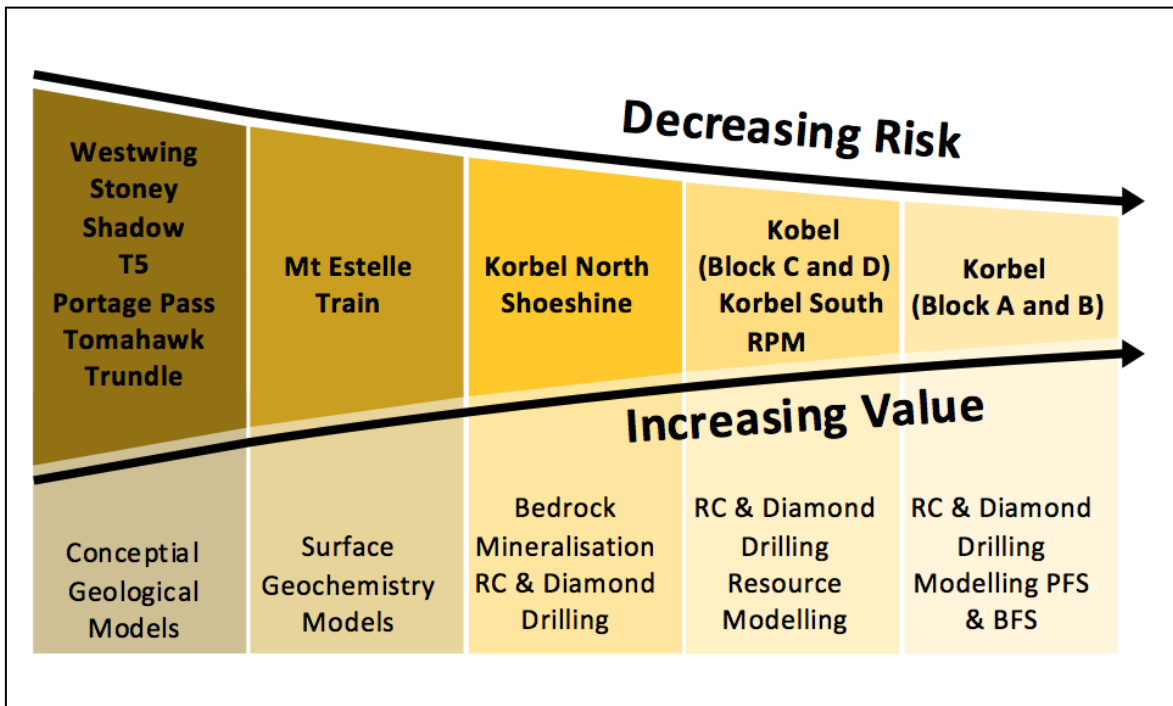 Decreasing Risk
Westwing
Stoney
Shadow
T5
Portage Pass
Tomahawk
Trundle
Mt Estelle
Train
Korbel North
Shoeshine
Kobel
(Block C and D)
Korbel South
RPM
Korbel
(Block A and B)
Increasing Value
Conceptial
Geological
Models
Surface
Geochemistry
Models
Bedrock
Mineralisation
RC & Diamond
Drilling
RC & Diamond
Drilling
Resource
Modelling
RC & Diamond
Drilling
Modelling PFS
& BFS